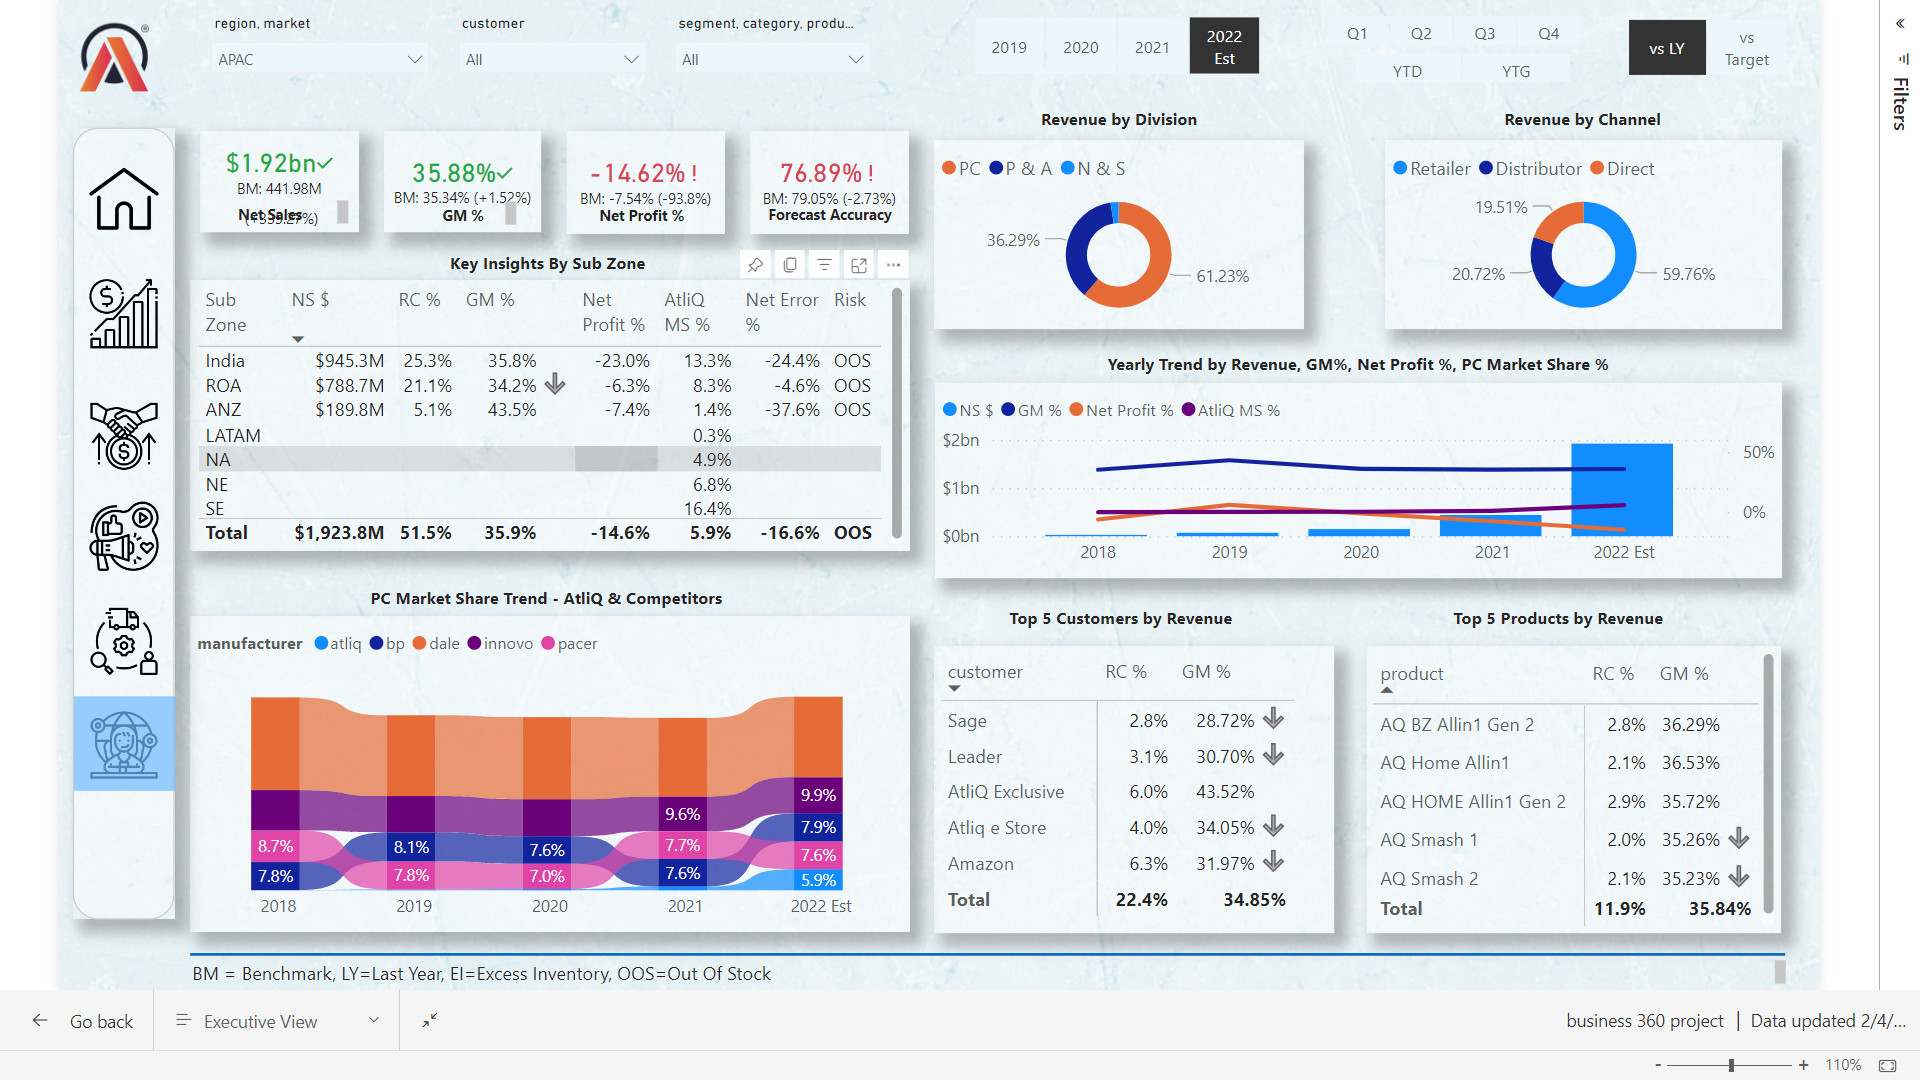 region, market
customer
segment, category, produ...
APAC
All
All
2019
2020
2021
2022
Est
Q1
Q2
Q3
Q4
YTD
YTG
vs LY
vs
Target
«
Filters
$1.92bn✓
BM: 441.98M
Net Sales
35.88%✓
BM: 35.34% (+1.52%)
GM %
-14.62% !
BM: -7.54% (-93.8%)
Net Profit %
76.89% !
BM: 79.05% (-2.73%)
Forecast Accuracy
Revenue by Division
PC P & A N & S
36.29%
61.23%
Revenue by Channel
Retailer Distributor Direct
19.51%
20.72%
59.76%
Key Insights By Sub Zone
Sub Zone NS $ RC % GM % Net Profit % AtliQ MS % Net Error % Risk
India $945.3M 25.3% 35.8% -23.0% 13.3% -24.4% OOS
ROA $788.7M 21.1% 34.2% -6.3% 8.3% -4.6% OOS
ANZ $189.8M 5.1% 43.5% -7.4% 1.4% -37.6% OOS
LATAM 0.3%
NA 4.9%
NE 6.8%
SE 16.4%
Total $1,923.8M 51.5% 35.9% -14.6% 5.9% -16.6% OOS
Yearly Trend by Revenue, GM%, Net Profit %, PC Market Share %
NS $ GM % Net Profit % AtliQ MS %
$2bn
$1bn
$0bn
50%
0%
2018 2019 2020 2021 2022 Est
PC Market Share Trend - AtliQ & Competitors
manufacturer atliq bp dale innovo pacer
8.7%
7.8%
8.1%
7.8%
7.6%
7.0%
9.6%
7.7%
7.6%
9.9%
7.9%
7.6%
5.9%
2018 2019 2020 2021 2022 Est
Top 5 Customers by Revenue
customer RC % GM %
Sage 2.8% 28.72%
Leader 3.1% 30.70%
AtliQ Exclusive 6.0% 43.52%
Atliq e Store 4.0% 34.05%
Amazon 6.3% 31.97%
Total 22.4% 34.85%
Top 5 Products by Revenue
product RC % GM %
AQ BZ Allin1 Gen 2 2.8% 36.29%
AQ Home Allin1 2.1% 36.53%
AQ HOME Allin1 Gen 2 2.9% 35.72%
AQ Smash 1 2.0% 35.26%
AQ Smash 2 2.1% 35.23%
Total 11.9% 35.84%
BM = Benchmark, LY=Last Year, EI=Excess Inventory, OOS=Out Of Stock
Go back
Executive View
business 360 project | Data updated 2/4/...
- + 110%